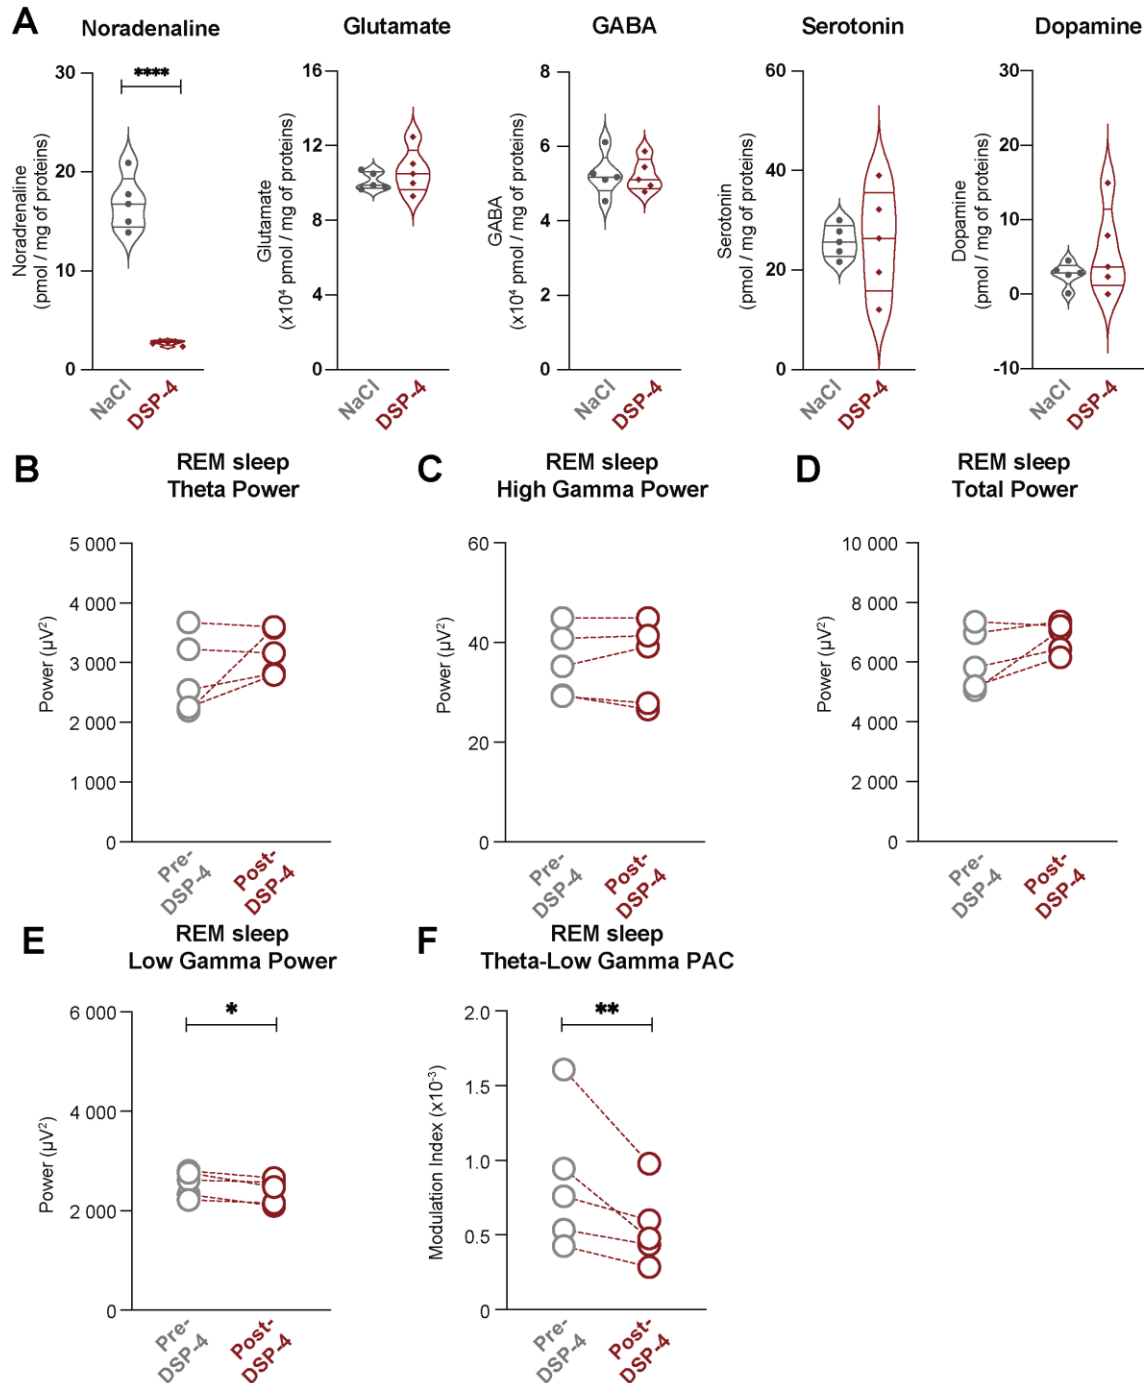 A
Noradenaline
Glutamate
GABA
Serotonin
Dopamine
****
30
20
10
0
Noradrenaline
(pmol / mg of proteins)
NaCl
DSP-4
16
12
8
4
0
Glutamate
(x10⁴ pmol / mg of proteins)
NaCl
DSP-4
8
6
4
2
0
GABA
(x10⁴ pmol / mg of proteins)
NaCl
DSP-4
60
40
20
0
Serotonin
(pmol / mg of proteins)
NaCl
DSP-4
30
20
10
0
-10
Dopamine
(pmol / mg of proteins)
NaCl
DSP-4
B
REM sleep
Theta Power
5 000
4 000
3 000
2 000
1 000
0
Power (µV²)
Pre-
DSP-4
Post-
DSP-4
C
REM sleep
High Gamma Power
60
40
20
0
Power (µV²)
Pre-
DSP-4
Post-
DSP-4
D
REM sleep
Total Power
10 000
8 000
6 000
4 000
2 000
0
Power (µV²)
Pre-
DSP-4
Post-
DSP-4
E
REM sleep
Low Gamma Power
*
6 000
4 000
2 000
0
Power (µV²)
Pre-
DSP-4
Post-
DSP-4
F
REM sleep
Theta-Low Gamma PAC
**
2.0
1.5
1.0
0.5
0
Modulation Index (x10⁻³)
Pre-
DSP-4
Post-
DSP-4